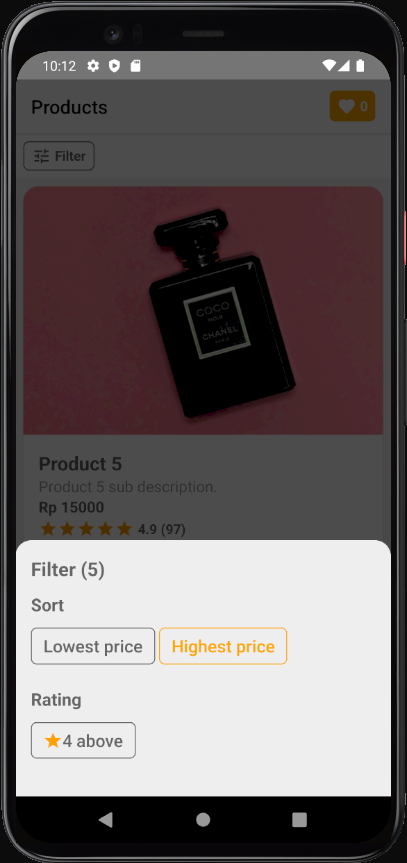 10:12
Products
0
Filter
COCO
NOIR
CHANEL
PARIS
Product 5
Product 5 sub description.
Rp 15000
4.9 (97)
Filter (5)
Sort
Lowest price
Highest price
Rating
4 above